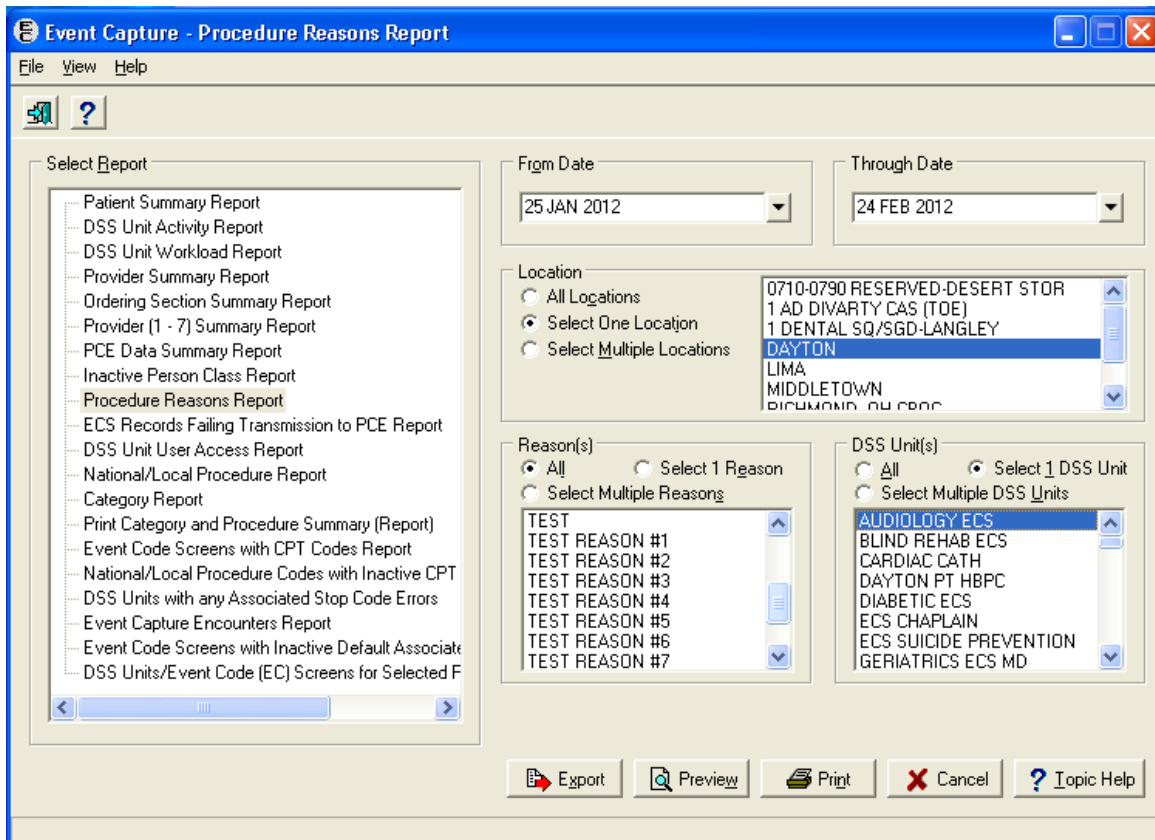 Event Capture - Procedure Reasons Report
File View Help
?
Select Report
Patient Summary Report
DSS Unit Activity Report
DSS Unit Workload Report
Provider Summary Report
Ordering Section Summary Report
Provider (1 - 7) Summary Report
PCE Data Summary Report
Inactive Person Class Report
Procedure Reasons Report
ECS Records Failing Transmission to PCE Report
DSS Unit User Access Report
National/Local Procedure Report
Category Report
Print Category and Procedure Summary (Report)
Event Code Screens with CPT Codes Report
National/Local Procedure Codes with Inactive CPT
DSS Units with any Associated Stop Code Errors
Event Capture Encounters Report
Event Code Screens with Inactive Default Associate
DSS Units/Event Code (EC) Screens for Selected F
From Date
25 JAN 2012
Through Date
24 FEB 2012
Location
All Locations
Select One Location
Select Multiple Locations
0710-0790 RESERVED-DESERT STOR
1 AD DIVARTY CAS (TOE)
1 DENTAL SQ/SGD-LANGLEY
DAYTON
LIMA
MIDDLETOWN
RICHMOND, OH CBOC
Reason(s)
All Select 1 Reason
Select Multiple Reasons
TEST
TEST REASON #1
TEST REASON #2
TEST REASON #3
TEST REASON #4
TEST REASON #5
TEST REASON #6
TEST REASON #7
DSS Unit(s)
All Select 1 DSS Unit
Select Multiple DSS Units
AUDIOLOGY ECS
BLIND REHAB ECS
CARDIAC CATH
DAYTON PT HBPC
DIABETIC ECS
ECS CHAPLAIN
ECS SUICIDE PREVENTION
GERIATRICS ECS MD
Export Preview Print Cancel ? Topic Help